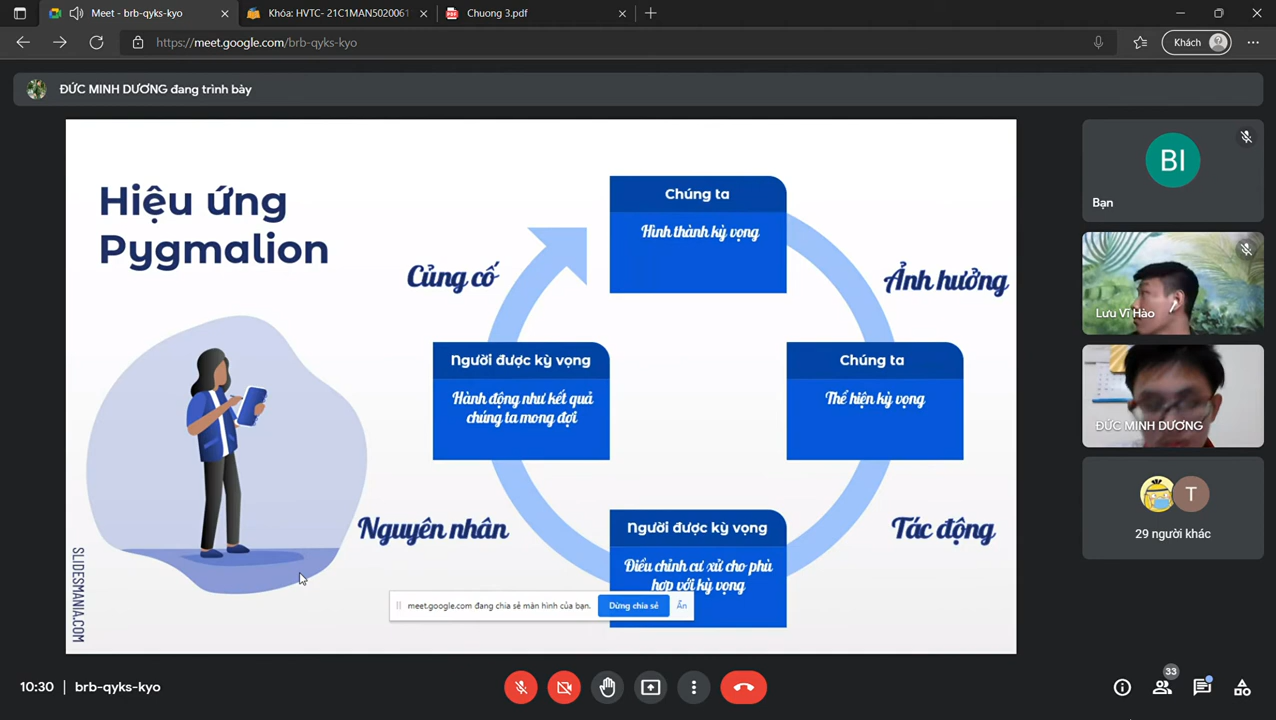 Meet - brb-qyks-kyo
Khóa: HVTC- 21C1MAN5020061
Chuong 3.pdf
https://meet.google.com/brb-qyks-kyo
Khách
ĐỨC MINH DƯƠNG đang trình bày
Hiệu ứng
Pygmalion
Chúng ta
Hình thành kỳ vọng
Củng cố
Ảnh hưởng
Người được kỳ vọng
Hành động như kết quả
chúng ta mong đợi
Chúng ta
Thể hiện kỳ vọng
Nguyên nhân
Tác động
Người được kỳ vọng
Điều chỉnh cư xử cho phù
hợp với kỳ vọng
SLIDESMANIA.COM
meet.google.com đang chia sẻ màn hình của bạn.
Dừng chia sẻ
Ẩn
BI
Bạn
Lưu Vĩ Hào
ĐỨC MINH DƯƠNG
T
29 người khác
10:30
brb-qyks-kyo
33